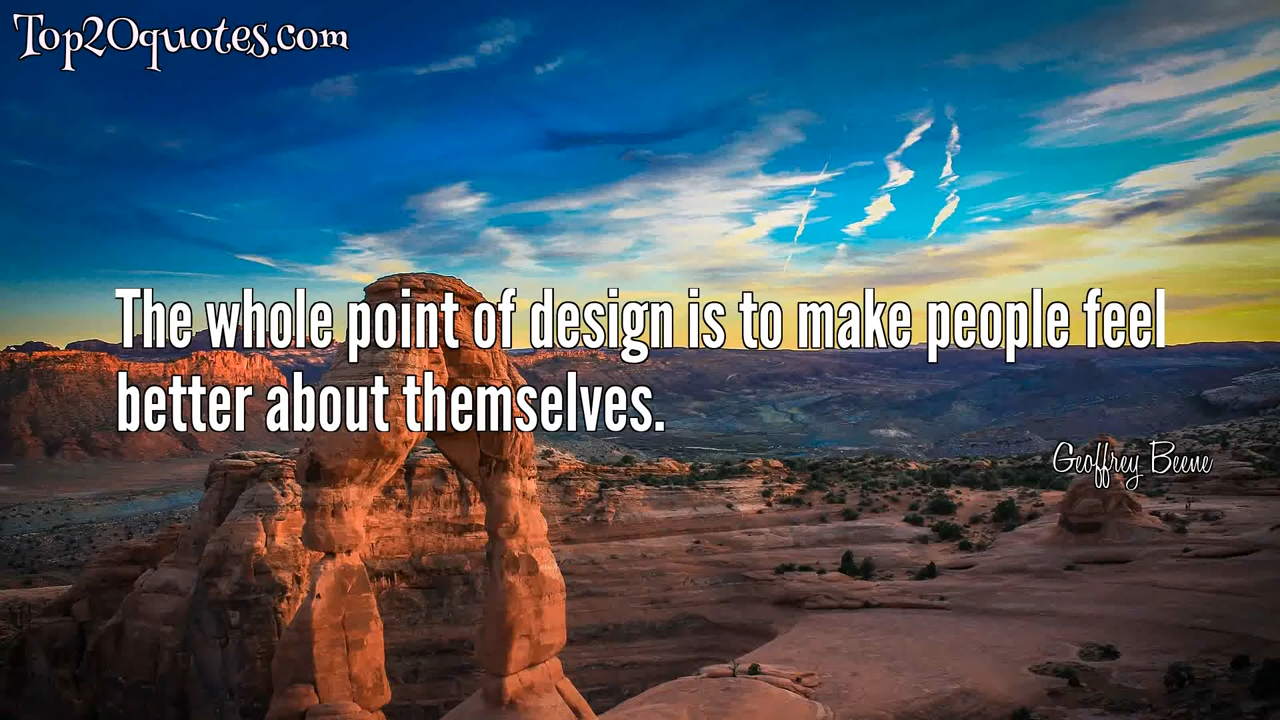 Top20quotes.com
The whole point of design is to make people feel
better about themselves.
Geoffrey Beene